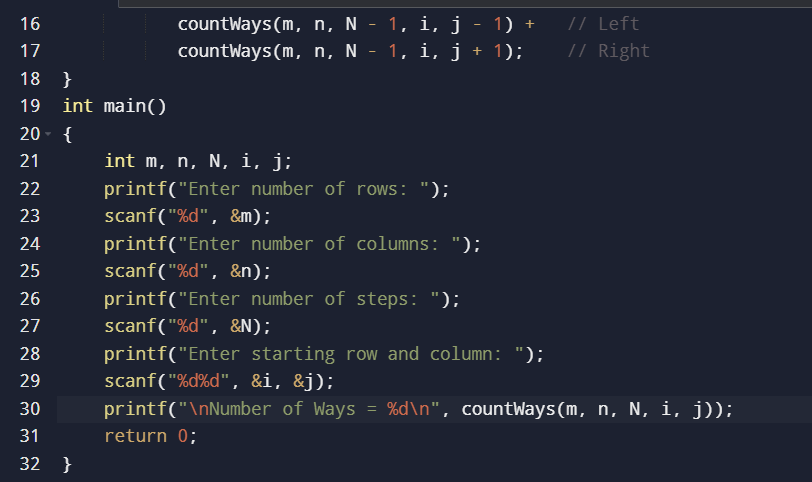 16 countWays(m, n, N - 1, i, j - 1) + // Left
17 countWays(m, n, N - 1, i, j + 1); // Right
18 }
19 int main()
20 {
21 int m, n, N, i, j;
22 printf("Enter number of rows: ");
23 scanf("%d", &m);
24 printf("Enter number of columns: ");
25 scanf("%d", &n);
26 printf("Enter number of steps: ");
27 scanf("%d", &N);
28 printf("Enter starting row and column: ");
29 scanf("%d%d", &i, &j);
30 printf("\nNumber of Ways = %d\n", countWays(m, n, N, i, j));
31 return 0;
32 }